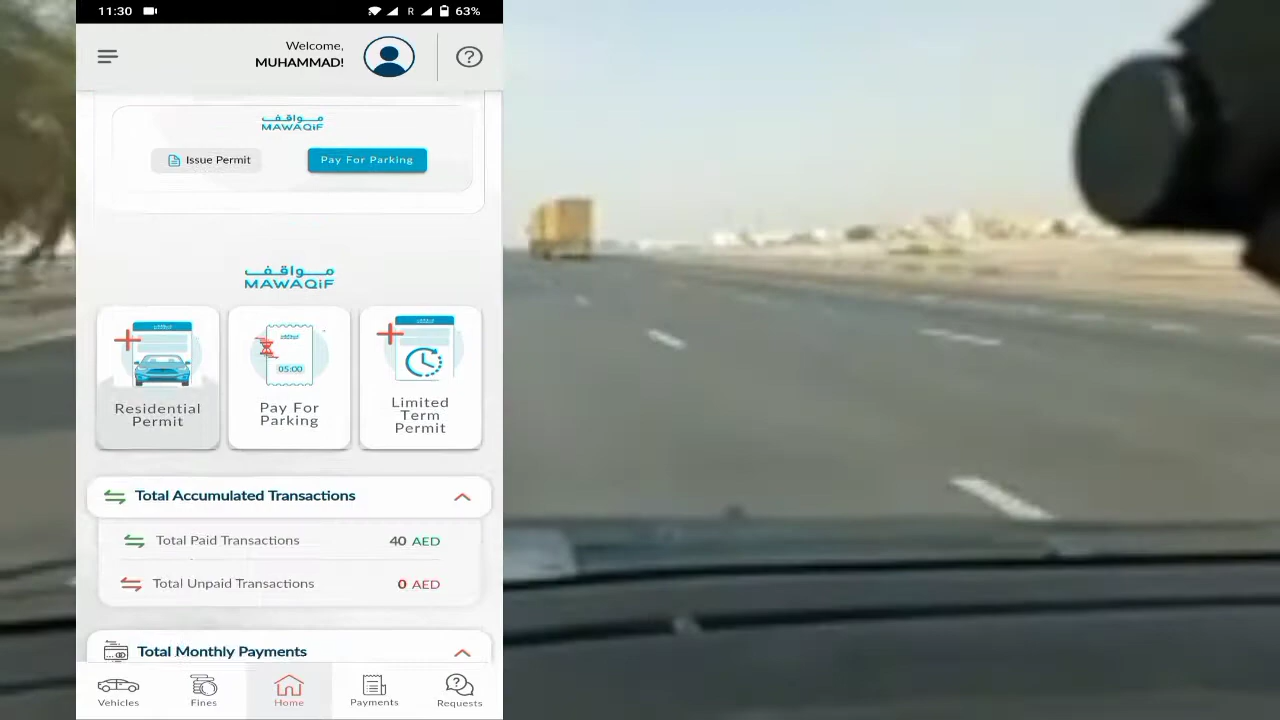 11:30
R
63%
Welcome,
MUHAMMAD!
مواقف
MAWAQiF
Issue Permit
Pay For Parking
مواقف
MAWAQiF
05:00
Residential
Permit
Pay For
Parking
Limited
Term
Permit
Total Accumulated Transactions
Total Paid Transactions
40 AED
Total Unpaid Transactions
0 AED
Total Monthly Payments
Vehicles
Fines
Home
Payments
Requests